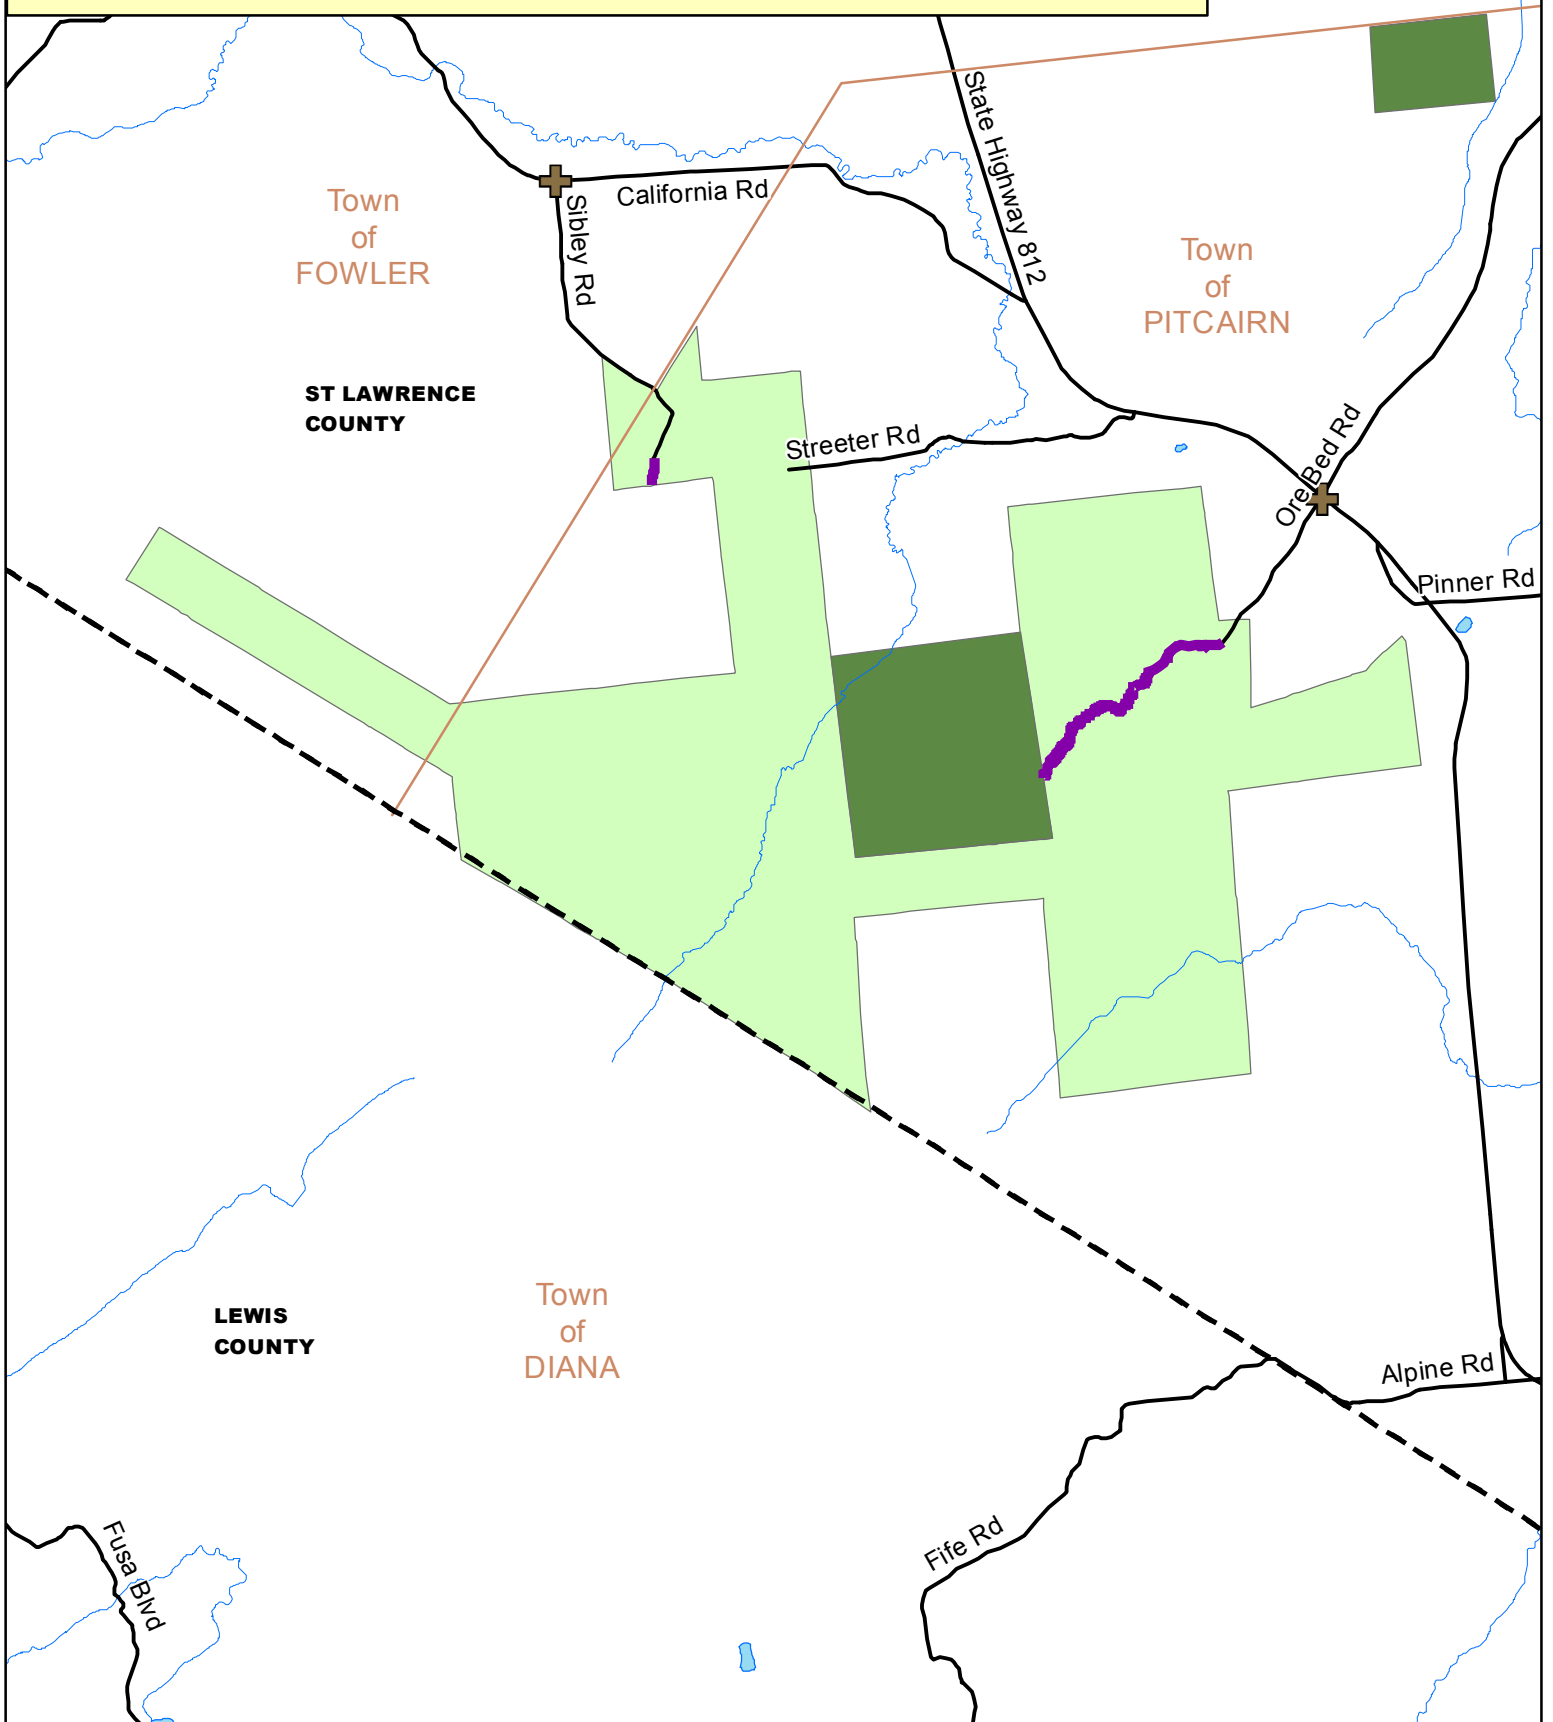 State Highway 812
California Rd
Sibley Rd
Town
of
FOWLER
Town
of
PITCAIRN
ST LAWRENCE
COUNTY
Streeter Rd
Ore Bed Rd
Pinner Rd
LEWIS
COUNTY
Town
of
DIANA
Alpine Rd
Fife Rd
Fusa Blvd